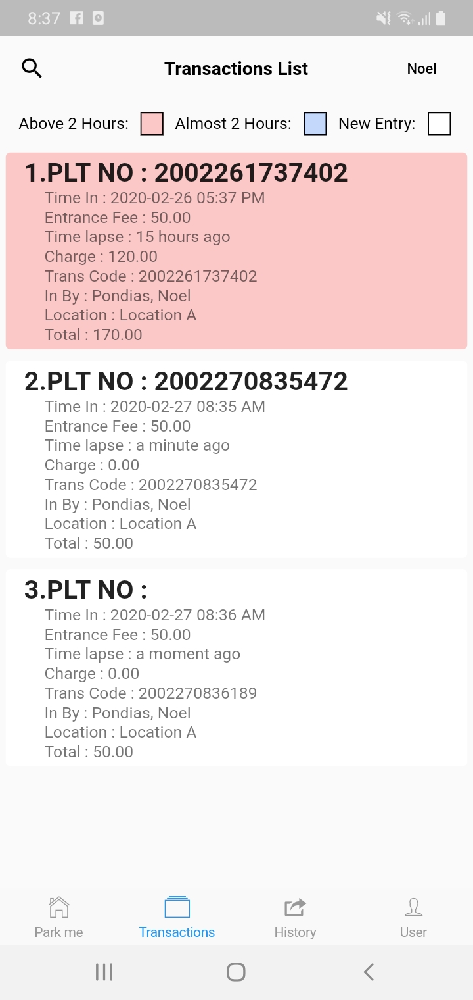 8:37
Transactions List
Noel
Above 2 Hours: Almost 2 Hours: New Entry:
1.PLT NO : 2002261737402
Time In : 2020-02-26 05:37 PM
Entrance Fee : 50.00
Time lapse : 15 hours ago
Charge : 120.00
Trans Code : 2002261737402
In By : Pondias, Noel
Location : Location A
Total : 170.00
2.PLT NO : 2002270835472
Time In : 2020-02-27 08:35 AM
Entrance Fee : 50.00
Time lapse : a minute ago
Charge : 0.00
Trans Code : 2002270835472
In By : Pondias, Noel
Location : Location A
Total : 50.00
3.PLT NO :
Time In : 2020-02-27 08:36 AM
Entrance Fee : 50.00
Time lapse : a moment ago
Charge : 0.00
Trans Code : 2002270836189
In By : Pondias, Noel
Location : Location A
Total : 50.00
Park me
Transactions
History
User